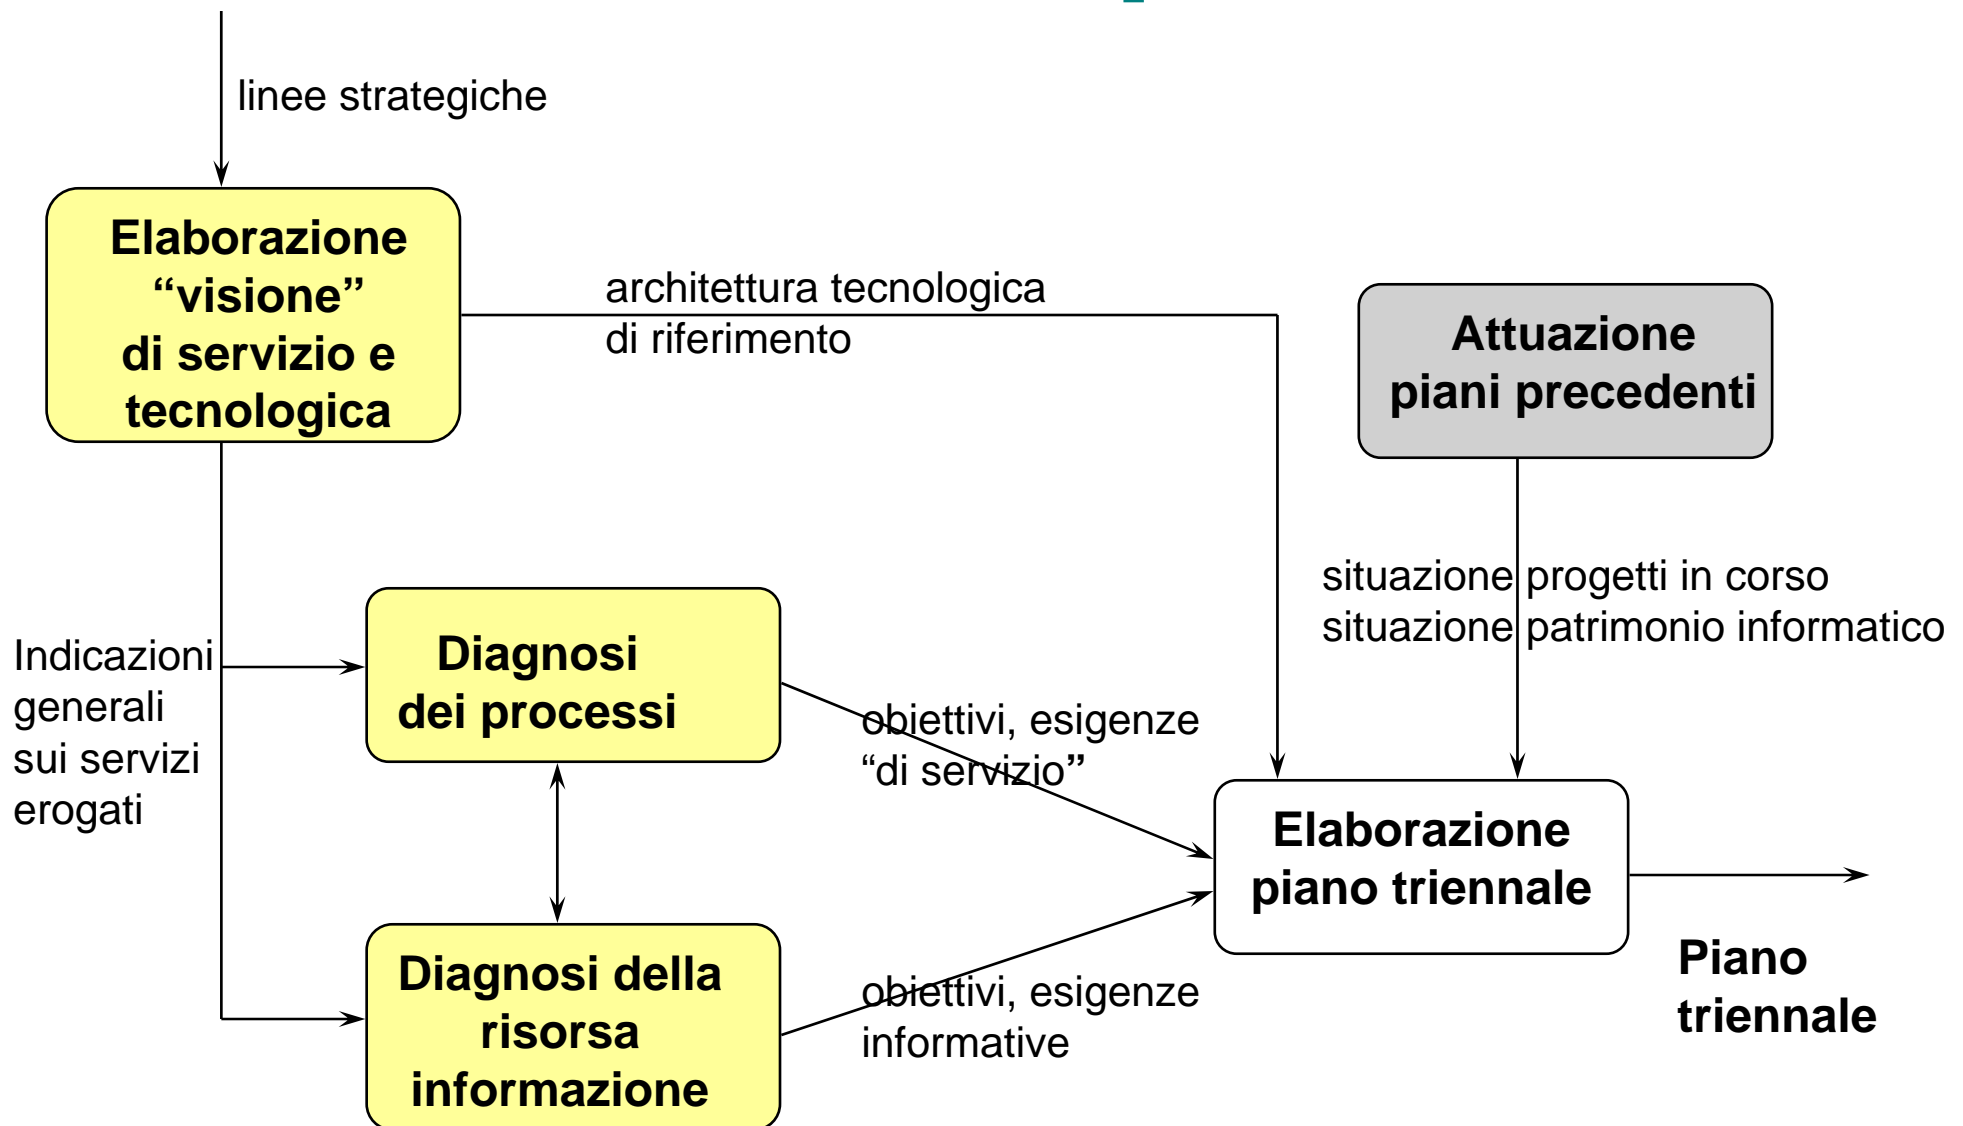 linee strategiche
Elaborazione
“visione”
di servizio e
tecnologica
architettura tecnologica
di riferimento
Attuazione
piani precedenti
situazione progetti in corso
situazione patrimonio informatico
Indicazioni
generali
sui servizi
erogati
Diagnosi
dei processi
obiettivi, esigenze
“di servizio”
Elaborazione
piano triennale
Diagnosi della
risorsa
informazione
obiettivi, esigenze
informative
Piano
triennale